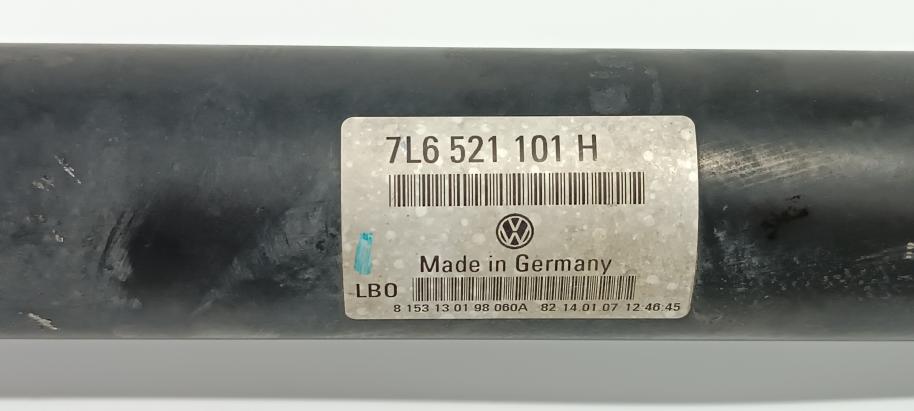 7L6 521 101 H
VW
Made in Germany
LBO
8 153 13 01 98 060A 82 14 01 07 12:46:45